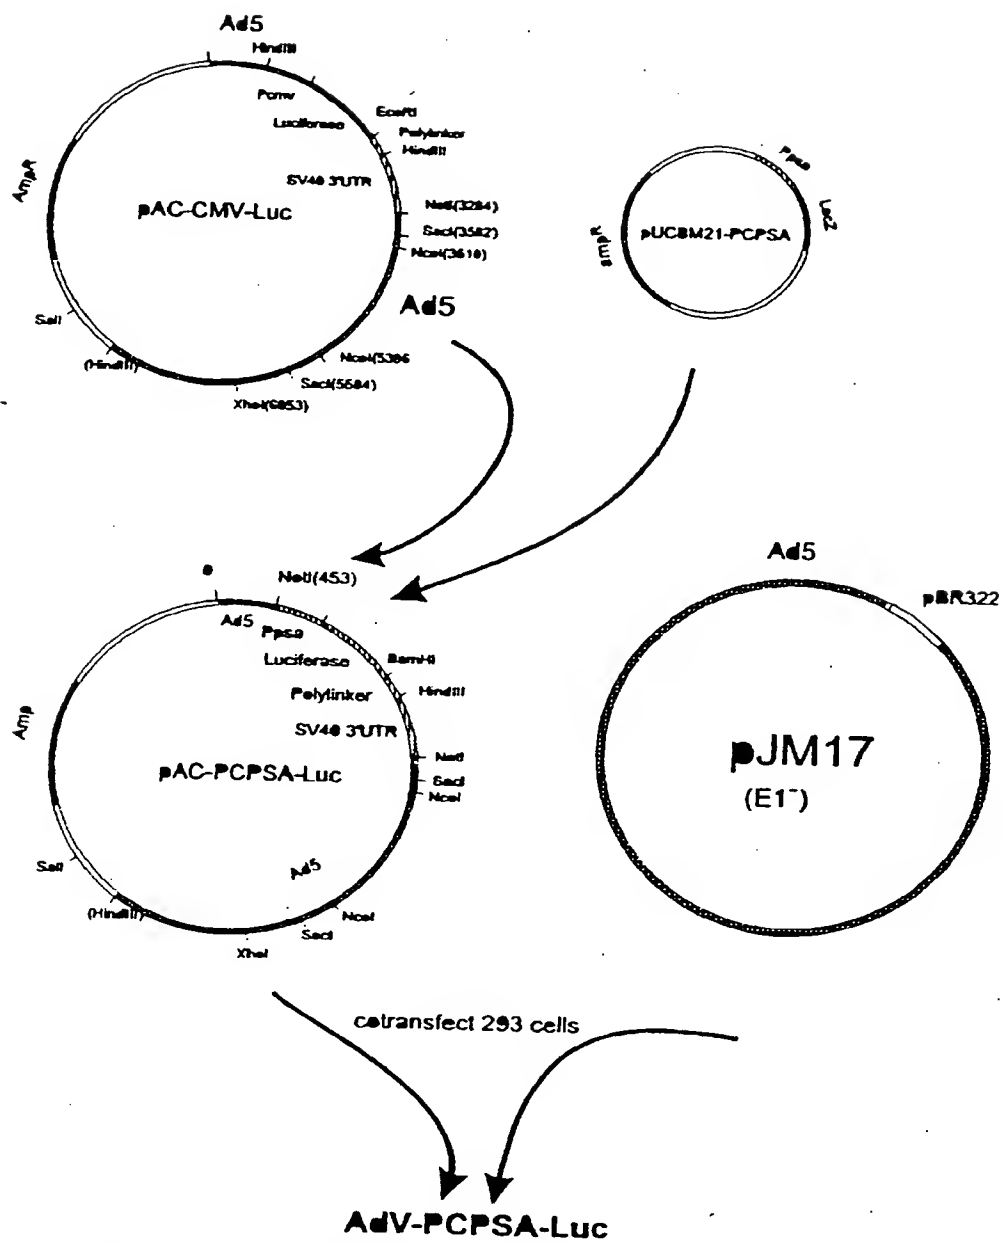 Ad5
HindIII
Pcmv
EcoRI
Luciferase
Polylinker
HindIII
SV40 3'UTR
AmpR
pAC-CMV-Luc
NotI(3284)
SacI(3582)
NcoI(3610)
Ad5
SalI
(HindIII)
NcoI(5386
SacI(5684)
XhoI(6053)
Ppsa
LacZ
pUCBM21-PCPSA
ampR
NotI(453)
Ad5
Ppsa
Luciferase
BamHI
Polylinker
HindIII
SV40 3'UTR
Amp
NotI
pAC-PCPSA-Luc
SacI
NcoI
SalI
Ad5
(HindIII)
NcoI
SacI
XhoI
Ad5
pBR322
pJM17
(E1⁻)
cotransfect 293 cells
AdV-PCPSA-Luc